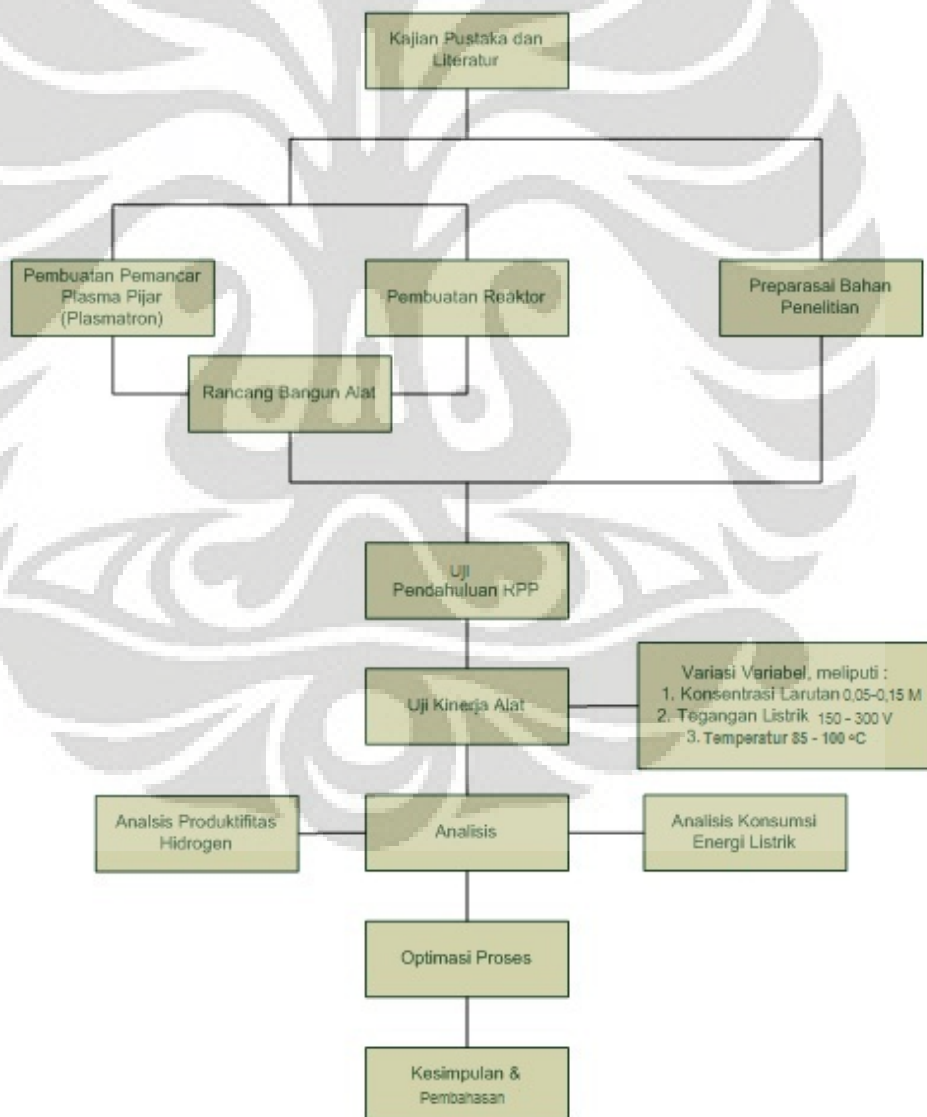 Kajian Pustaka dan
Literatur
Pembuatan Pemancar
Plasma Pijar
(Plasmatron)
Pembuatan Reaktor
Preparasai Bahan
Penelitian
Rancang Bangun Alat
Uji
Pendahuluan RPP
Uji Kinerja Alat
Variasi Variabel, meliputi :
1. Konsentrasi Larutan 0,05-0,15 M
2. Tegangan Listrik 150 - 300 V
3. Temperatur 85 - 100 ºC
Analsis Produktifitas
Hidrogen
Analisis
Analisis Konsumsi
Energi Listrik
Optimasi Proses
Kesimpulan &
Pembahasan